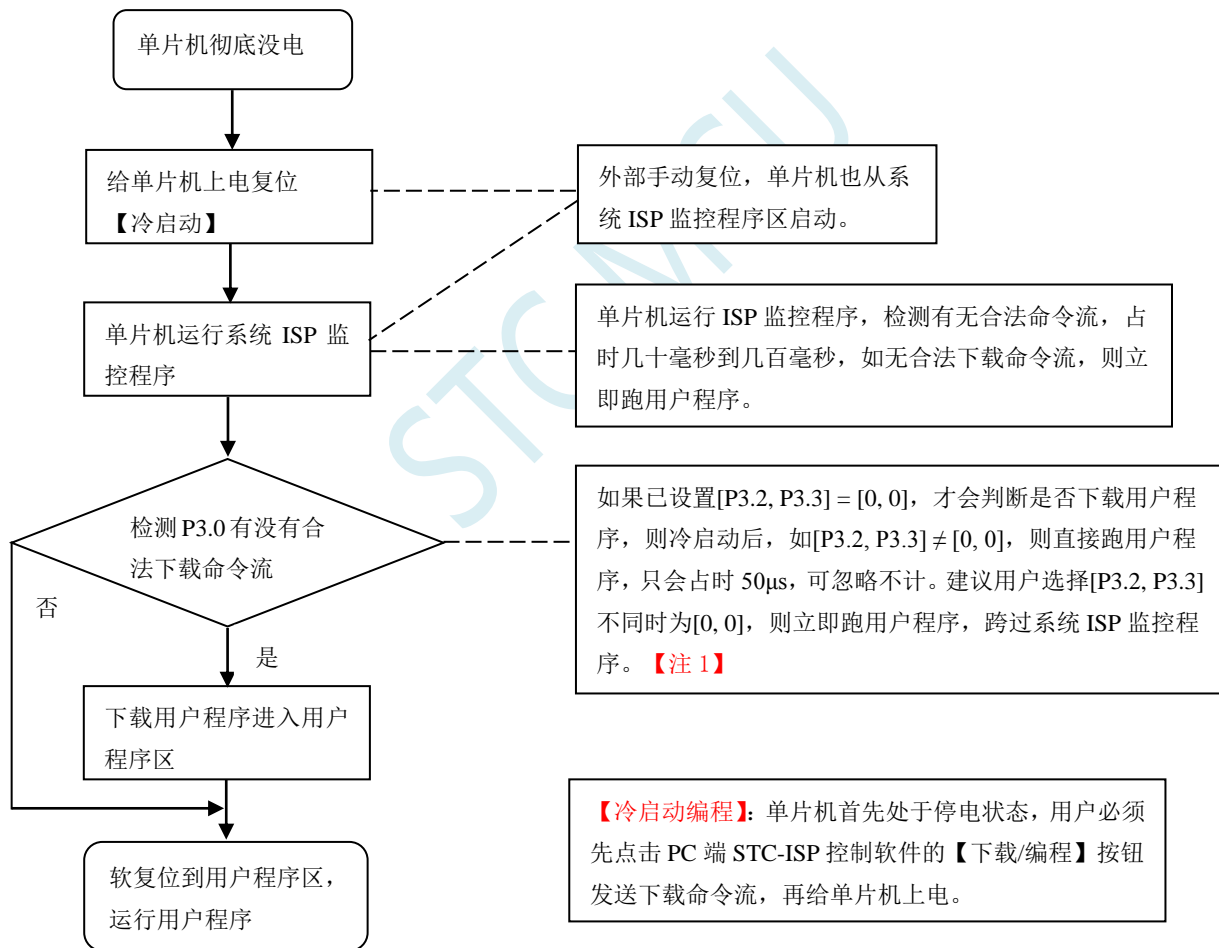 单片机彻底没电
给单片机上电复位
【冷启动】
外部手动复位，单片机也从系
统 ISP 监控程序区启动。
单片机运行系统 ISP 监
控程序
单片机运行 ISP 监控程序，检测有无合法命令流，占
时几十毫秒到几百毫秒，如无合法下载命令流，则立
即跑用户程序。
检测 P3.0 有没有合
法下载命令流
如果已设置[P3.2, P3.3] = [0, 0]，才会判断是否下载用户程
序，则冷启动后，如[P3.2, P3.3] ≠ [0, 0]，则直接跑用户程
序，只会占时 50μs，可忽略不计。建议用户选择[P3.2, P3.3]
不同时为[0, 0]，则立即跑用户程序，跨过系统 ISP 监控程
序。【注 1】
否
是
下载用户程序进入用户
程序区
【冷启动编程】：单片机首先处于停电状态，用户必须
先点击 PC 端 STC-ISP 控制软件的【下载/编程】按钮
发送下载命令流，再给单片机上电。
软复位到用户程序区，
运行用户程序
STC MCU